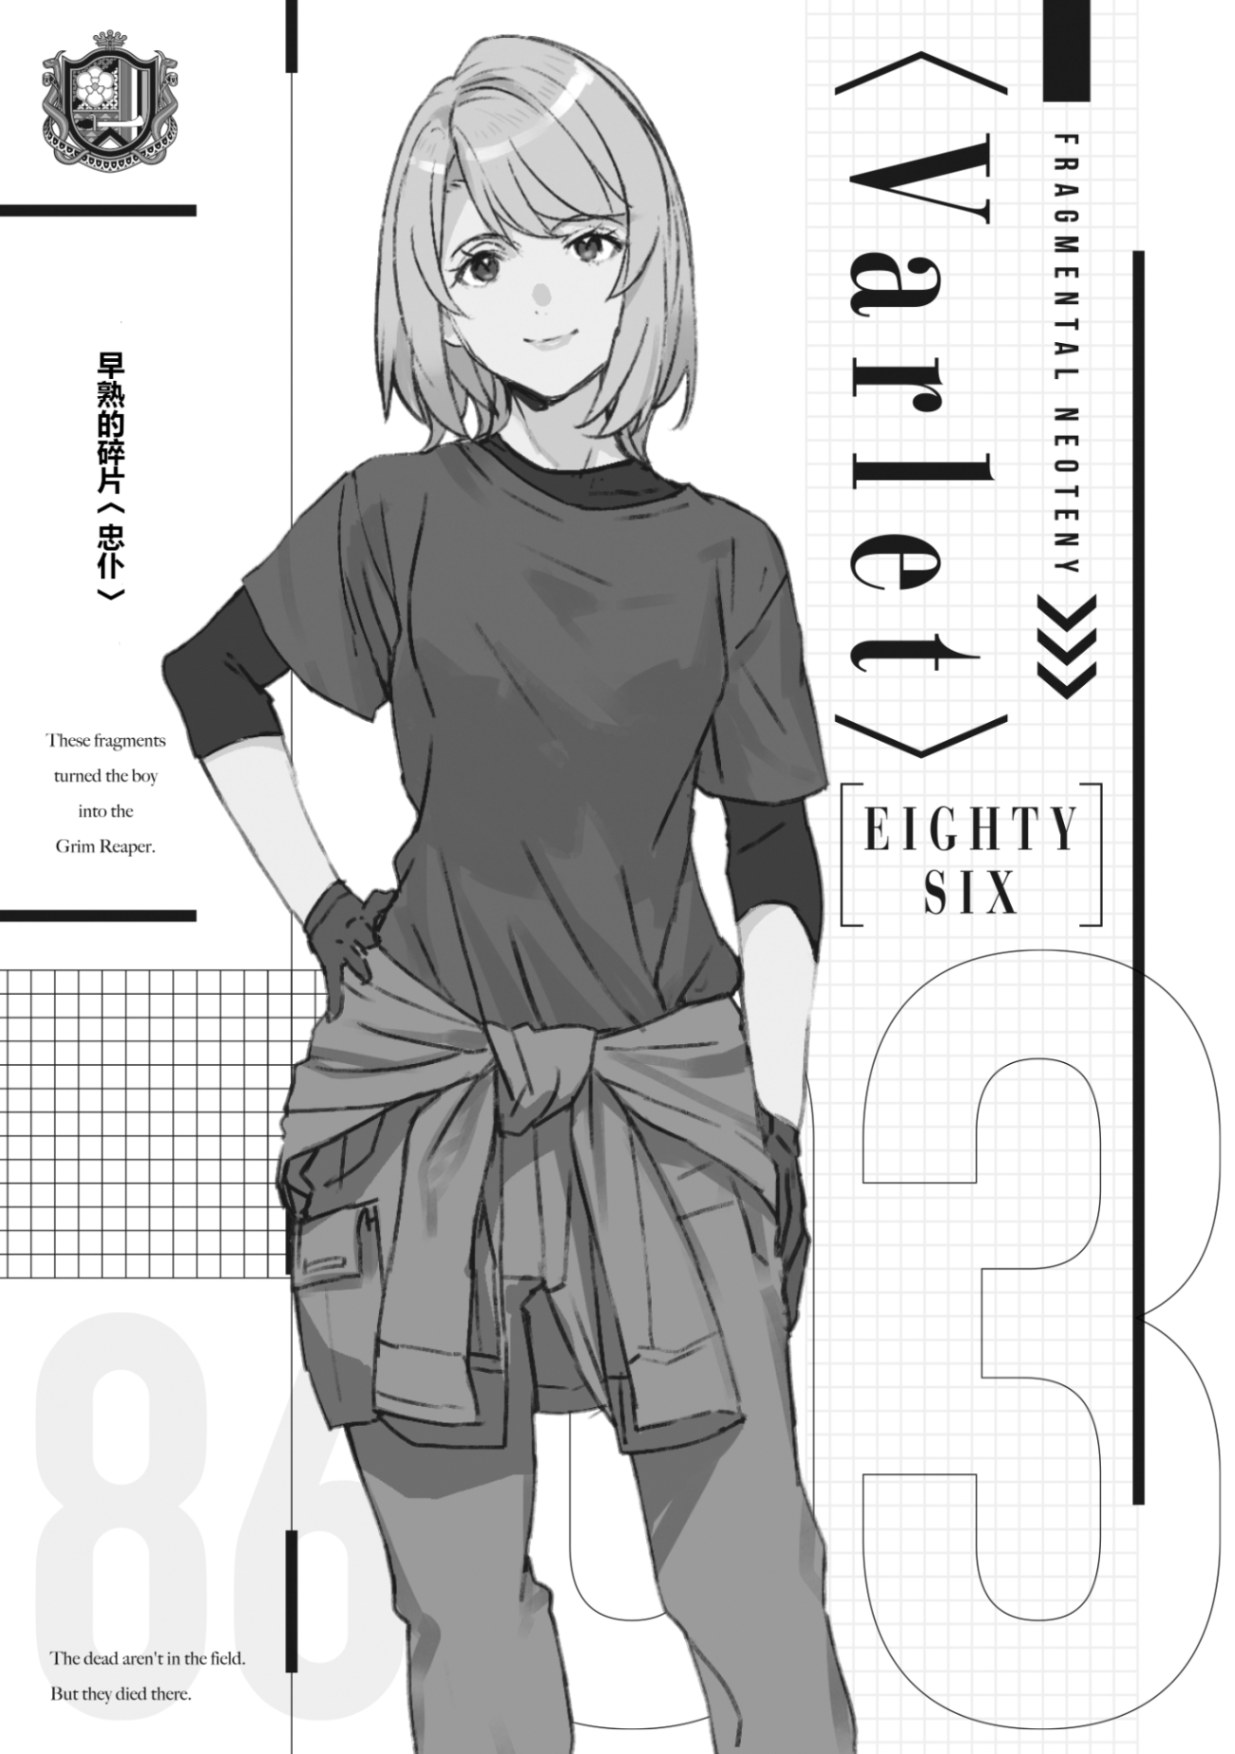 FRAGMENTAL NEOTENY
〈Varlet〉
[EIGHTY
SIX]
早熟的碎片〈忠仆〉
These fragments
turned the boy
into the
Grim Reaper.
03
86
The dead aren't in the field.
But they died there.